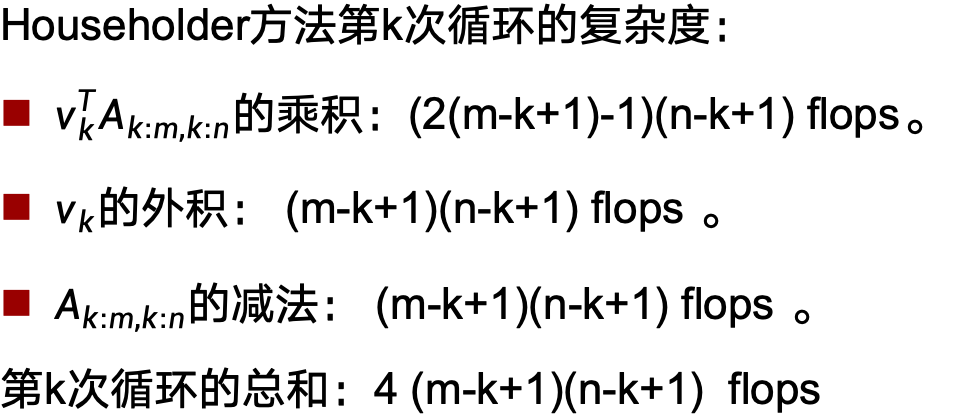 Householder方法第k次循环的复杂度：
■ $v_k^T A_{k:m,k:n}$的乘积：(2(m-k+1)-1)(n-k+1) flops。
■ $v_k$的外积： (m-k+1)(n-k+1) flops 。
■ $A_{k:m,k:n}$的减法： (m-k+1)(n-k+1) flops 。
第k次循环的总和：4 (m-k+1)(n-k+1) flops